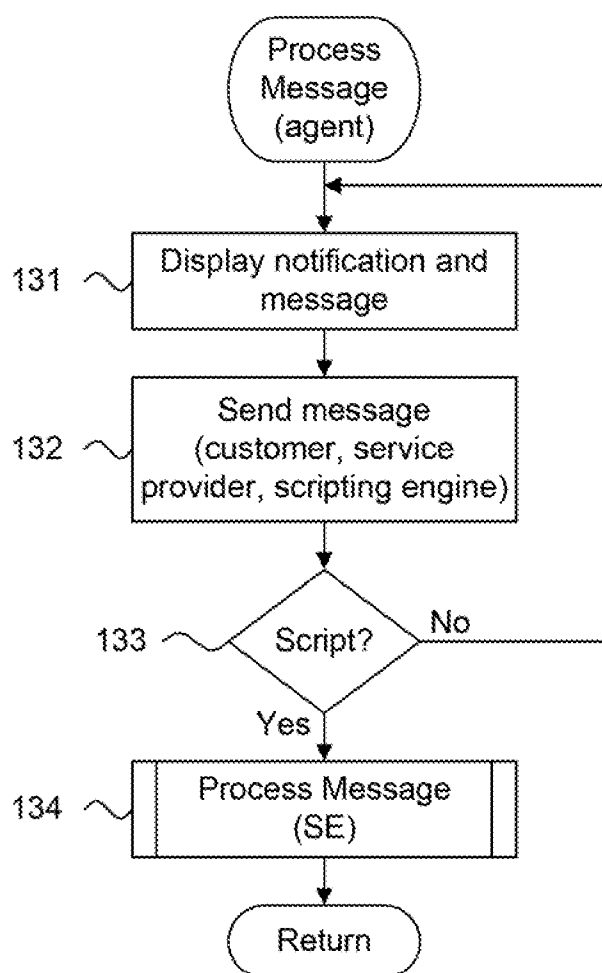 Process
Message
(agent)
131
Display notification and
message
132
Send message
(customer, service
provider, scripting engine)
133
Script?
No
Yes
134
Process Message
(SE)
Return